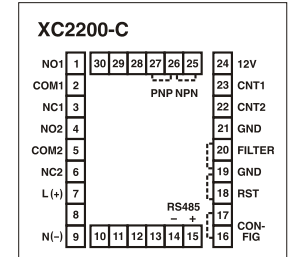 XC2200-C
NO1 1 30 29 28 27 26 25 24 12V
COM1 2 PNP NPN 23 CNT1
NC1 3 22 CNT2
NO2 4 21 GND
COM2 5 20 FILTER
NC2 6 19 GND
L (+) 7 18 RST
8 RS485 17
– +
N(–) 9 10 11 12 13 14 15 16 CON-
FIG